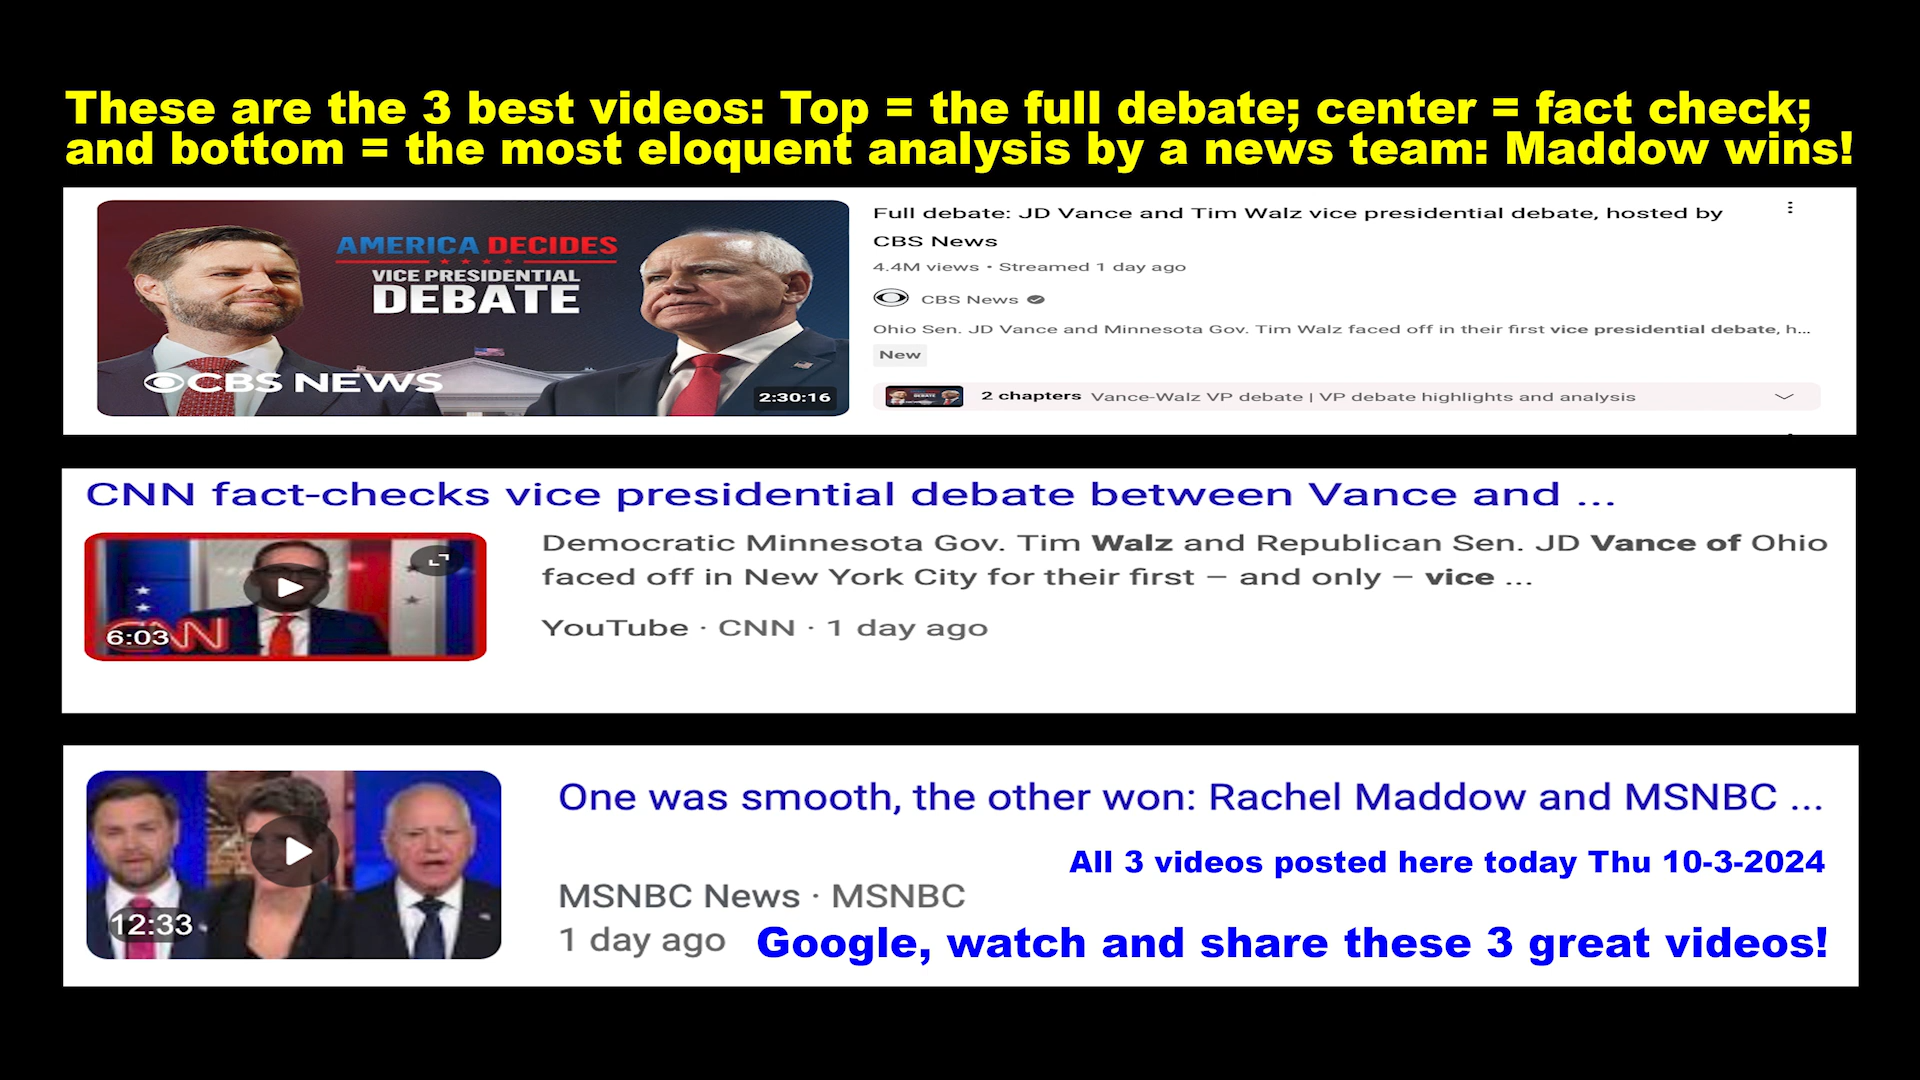 These are the 3 best videos: Top = the full debate; center = fact check;
and bottom = the most eloquent analysis by a news team: Maddow wins!
AMERICA DECIDES
VICE PRESIDENTIAL
DEBATE
CBS NEWS
2:30:16
Full debate: JD Vance and Tim Walz vice presidential debate, hosted by
CBS News
4.4M views • Streamed 1 day ago
CBS News
Ohio Sen. JD Vance and Minnesota Gov. Tim Walz faced off in their first vice presidential debate, h...
New
2 chapters Vance-Walz VP debate | VP debate highlights and analysis
CNN fact-checks vice presidential debate between Vance and ...
CNN
6:03
Democratic Minnesota Gov. Tim Walz and Republican Sen. JD Vance of Ohio
faced off in New York City for their first – and only – vice ...
YouTube · CNN · 1 day ago
12:33
One was smooth, the other won: Rachel Maddow and MSNBC ...
All 3 videos posted here today Thu 10-3-2024
MSNBC News · MSNBC
1 day ago
Google, watch and share these 3 great videos!